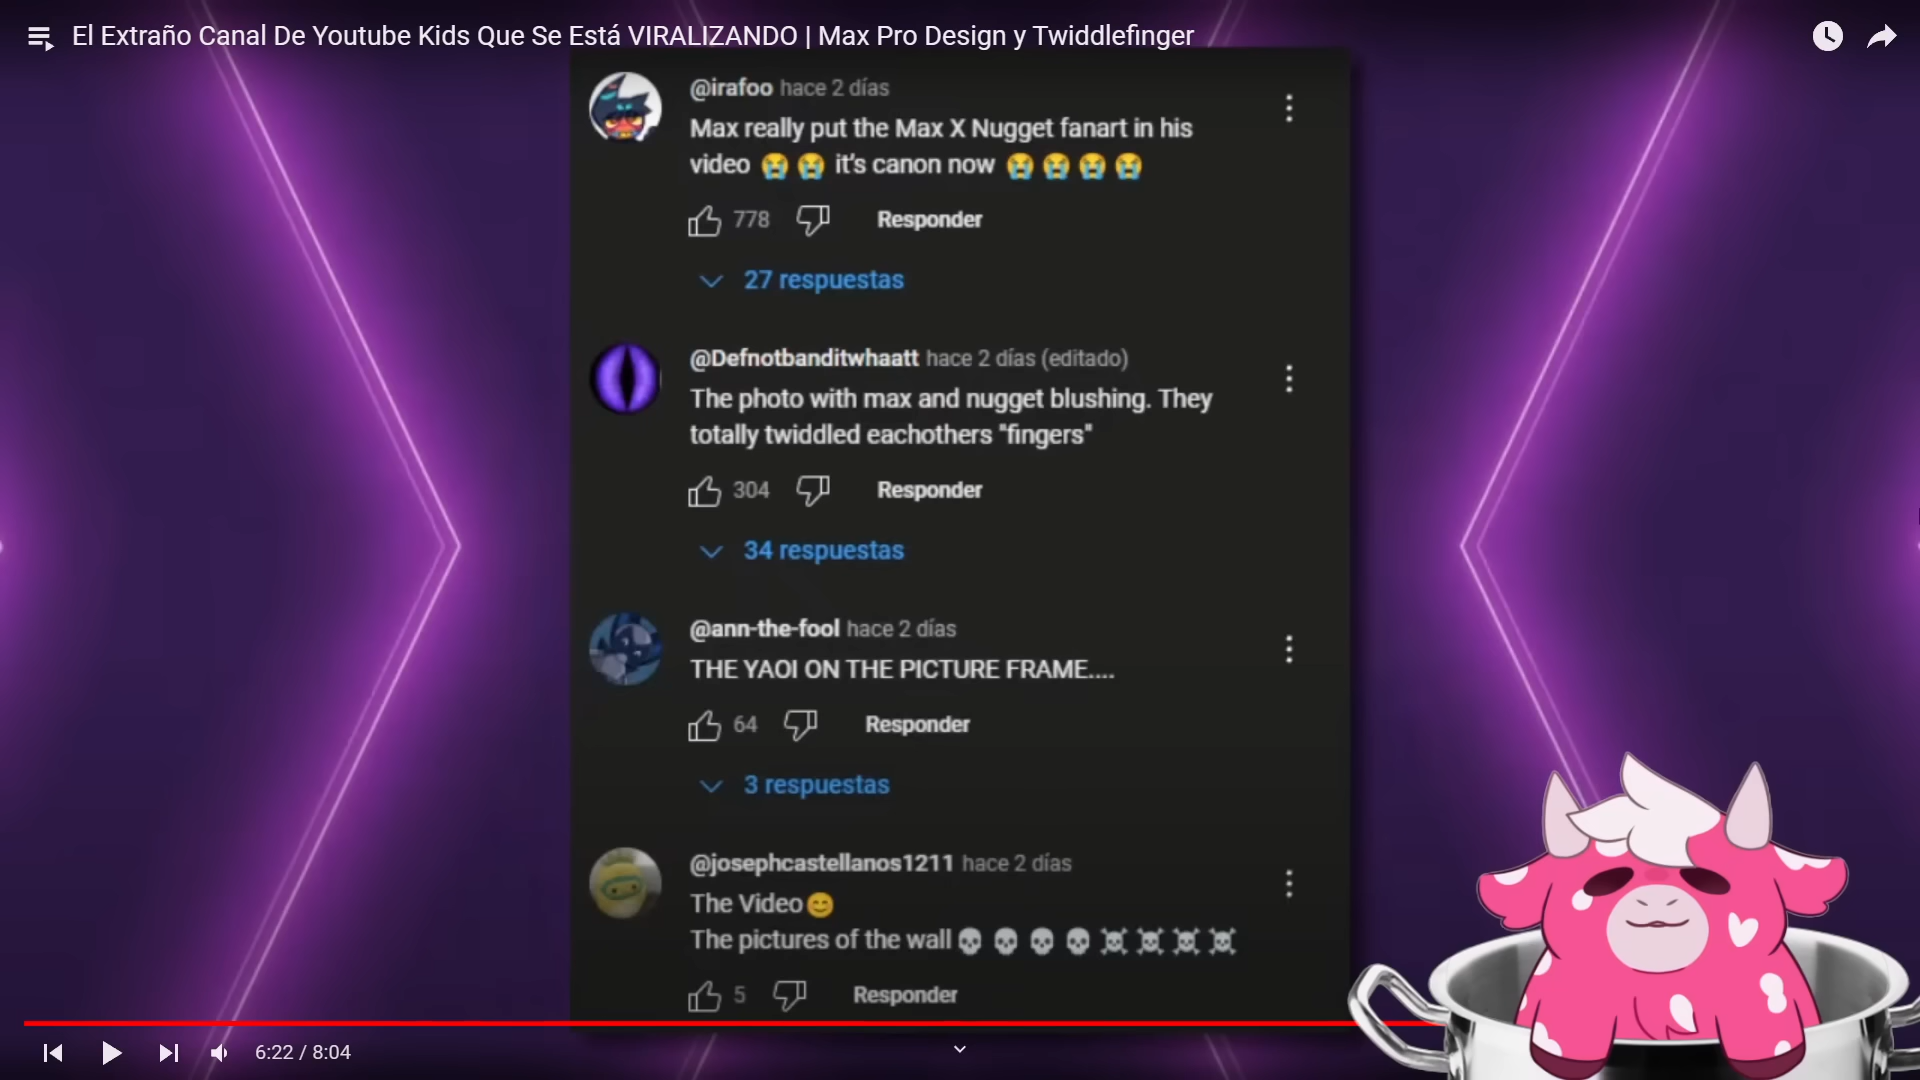 El Extraño Canal De Youtube Kids Que Se Está VIRALIZANDO | Max Pro Design y Twiddlefinger
@irafoo hace 2 días
Max really put the Max X Nugget fanart in his
video 😭 😭 it's canon now 😭 😭 😭 😭
778 Responder
27 respuestas
@Defnotbanditwhaatt hace 2 días (editado)
The photo with max and nugget blushing. They
totally twiddled eachothers "fingers"
304 Responder
34 respuestas
@ann-the-fool hace 2 días
THE YAOI ON THE PICTURE FRAME....
64 Responder
3 respuestas
@josephcastellanos1211 hace 2 días
The Video😊
The pictures of the wall💀 💀 💀 💀 ☠ ☠ ☠ ☠
5 Responder
6:22 / 8:04